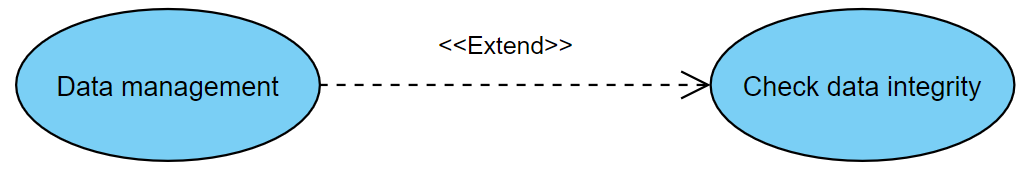 <<Extend>>
Data management
Check data integrity